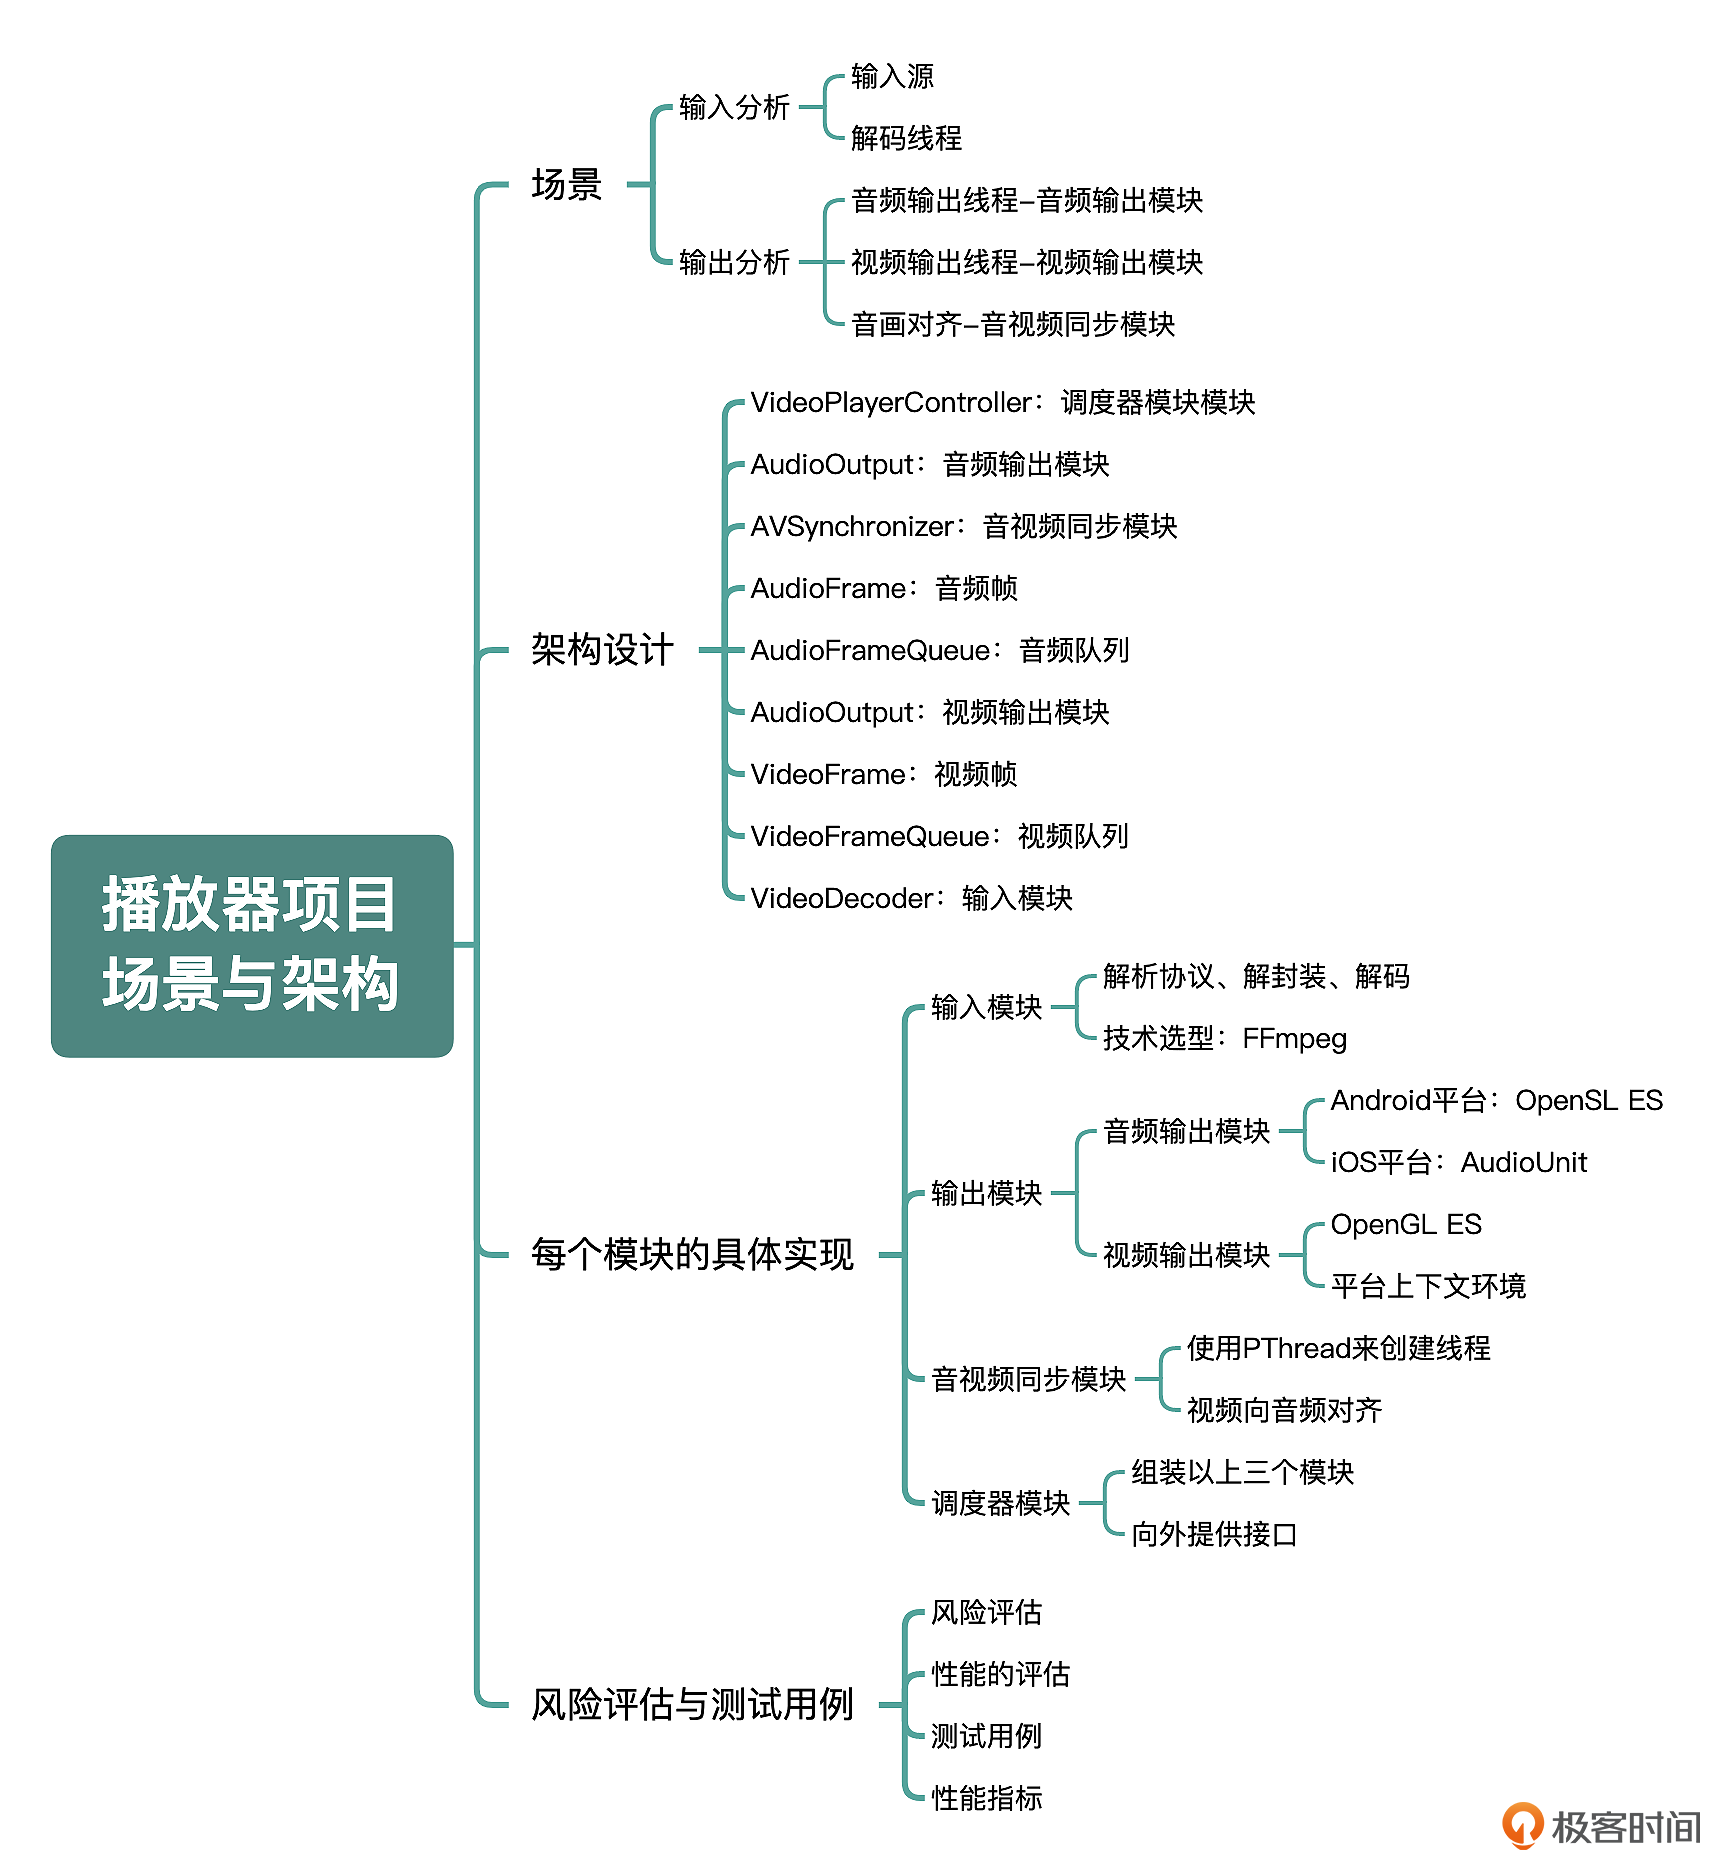 播放器项目
场景与架构
场景
输入分析
输入源
解码线程
输出分析
音频输出线程-音频输出模块
视频输出线程-视频输出模块
音画对齐-音视频同步模块
架构设计
VideoPlayerController：调度器模块模块
AudioOutput：音频输出模块
AVSynchronizer：音视频同步模块
AudioFrame：音频帧
AudioFrameQueue：音频队列
AudioOutput：视频输出模块
VideoFrame：视频帧
VideoFrameQueue：视频队列
VideoDecoder：输入模块
每个模块的具体实现
输入模块
解析协议、解封装、解码
技术选型：FFmpeg
输出模块
音频输出模块
Android平台：OpenSL ES
iOS平台：AudioUnit
视频输出模块
OpenGL ES
平台上下文环境
音视频同步模块
使用PThread来创建线程
视频向音频对齐
调度器模块
组装以上三个模块
向外提供接口
风险评估与测试用例
风险评估
性能的评估
测试用例
性能指标
极客时间